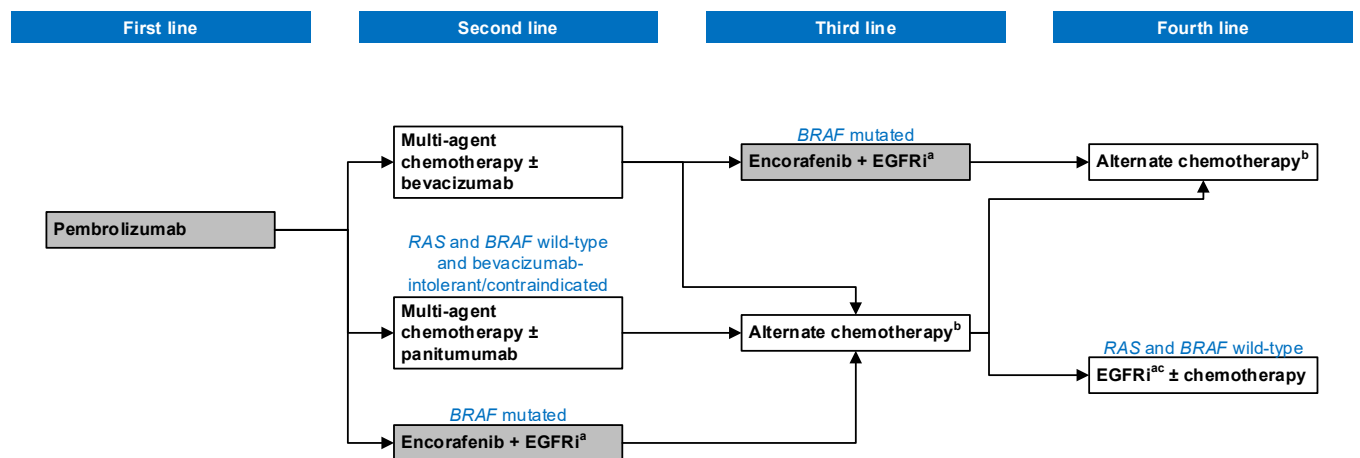 First line
Second line
Third line
Fourth line
Pembrolizumab
Multi-agent
chemotherapy ±
bevacizumab
RAS and BRAF wild-type
and bevacizumab-
intolerant/contraindicated
Multi-agent
chemotherapy ±
panitumumab
BRAF mutated
Encorafenib + EGFRiᵃ
BRAF mutated
Encorafenib + EGFRiᵃ
Alternate chemotherapyᵇ
Alternate chemotherapyᵇ
RAS and BRAF wild-type
EGFRiᵃᶜ ± chemotherapy